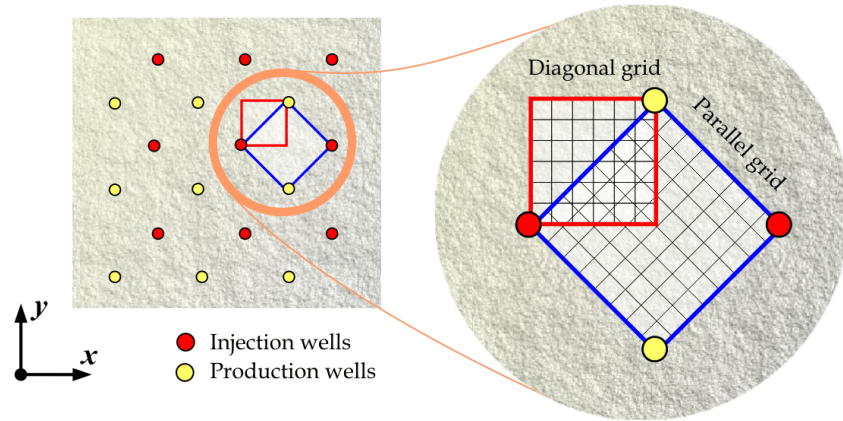 Diagonal grid
Parallel grid
y
x
Injection wells
Production wells